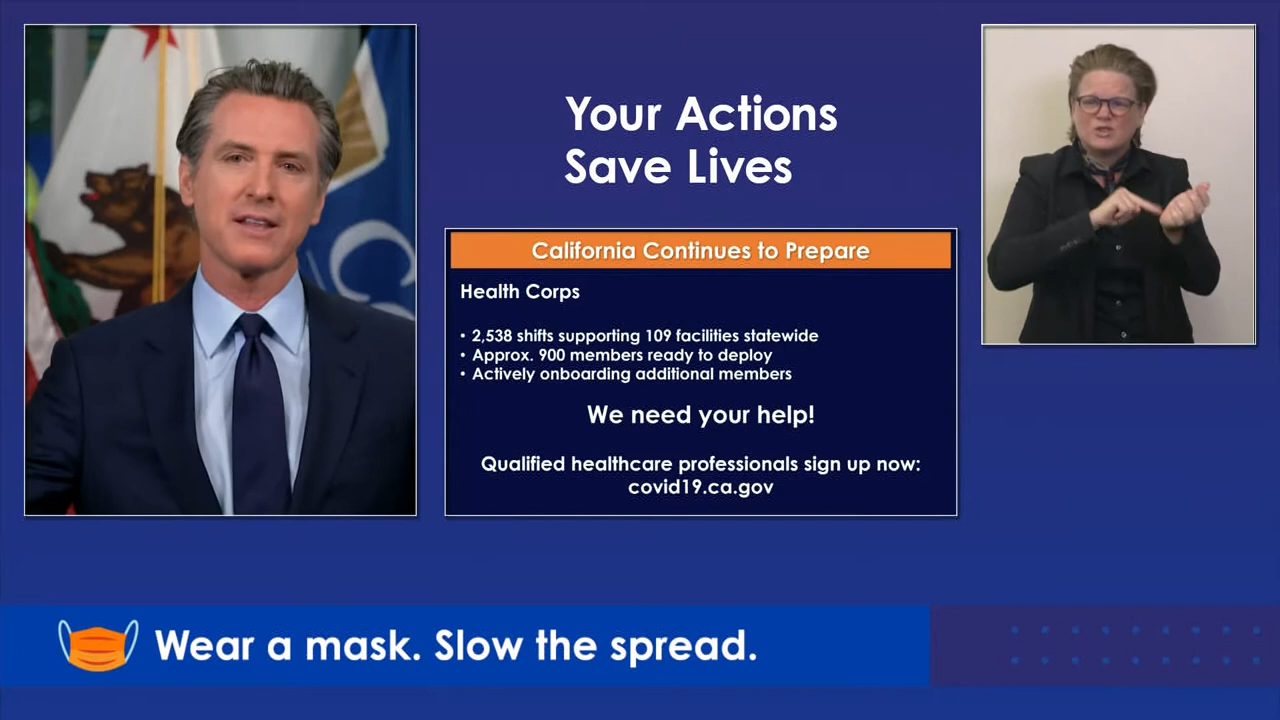 Your Actions
Save Lives
California Continues to Prepare
Health Corps
• 2,538 shifts supporting 109 facilities statewide
• Approx. 900 members ready to deploy
• Actively onboarding additional members
We need your help!
Qualified healthcare professionals sign up now:
covid19.ca.gov
Wear a mask. Slow the spread.